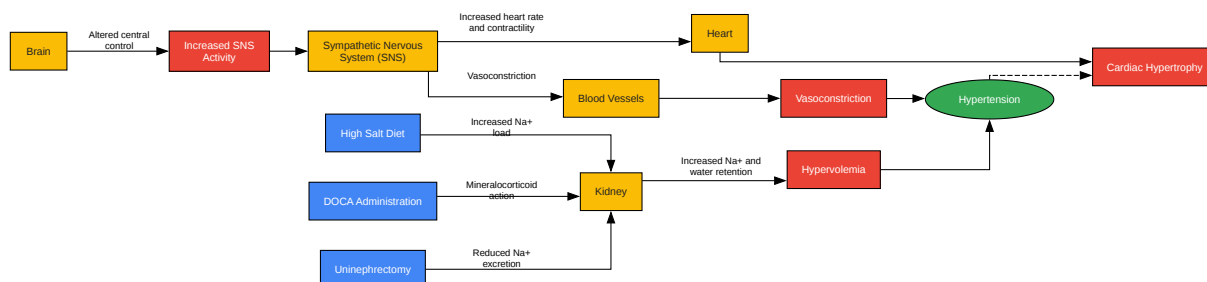 Increased heart rate
and contractility
Heart
Brain
Altered central
control
Increased SNS
Activity
Sympathetic Nervous
System (SNS)
Cardiac Hypertrophy
Vasoconstriction
Blood Vessels
Vasoconstriction
Hypertension
High Salt Diet
Increased Na+
load
Increased Na+ and
water retention
Hypervolemia
DOCA Administration
Mineralocorticoid
action
Kidney
Uninephrectomy
Reduced Na+
excretion